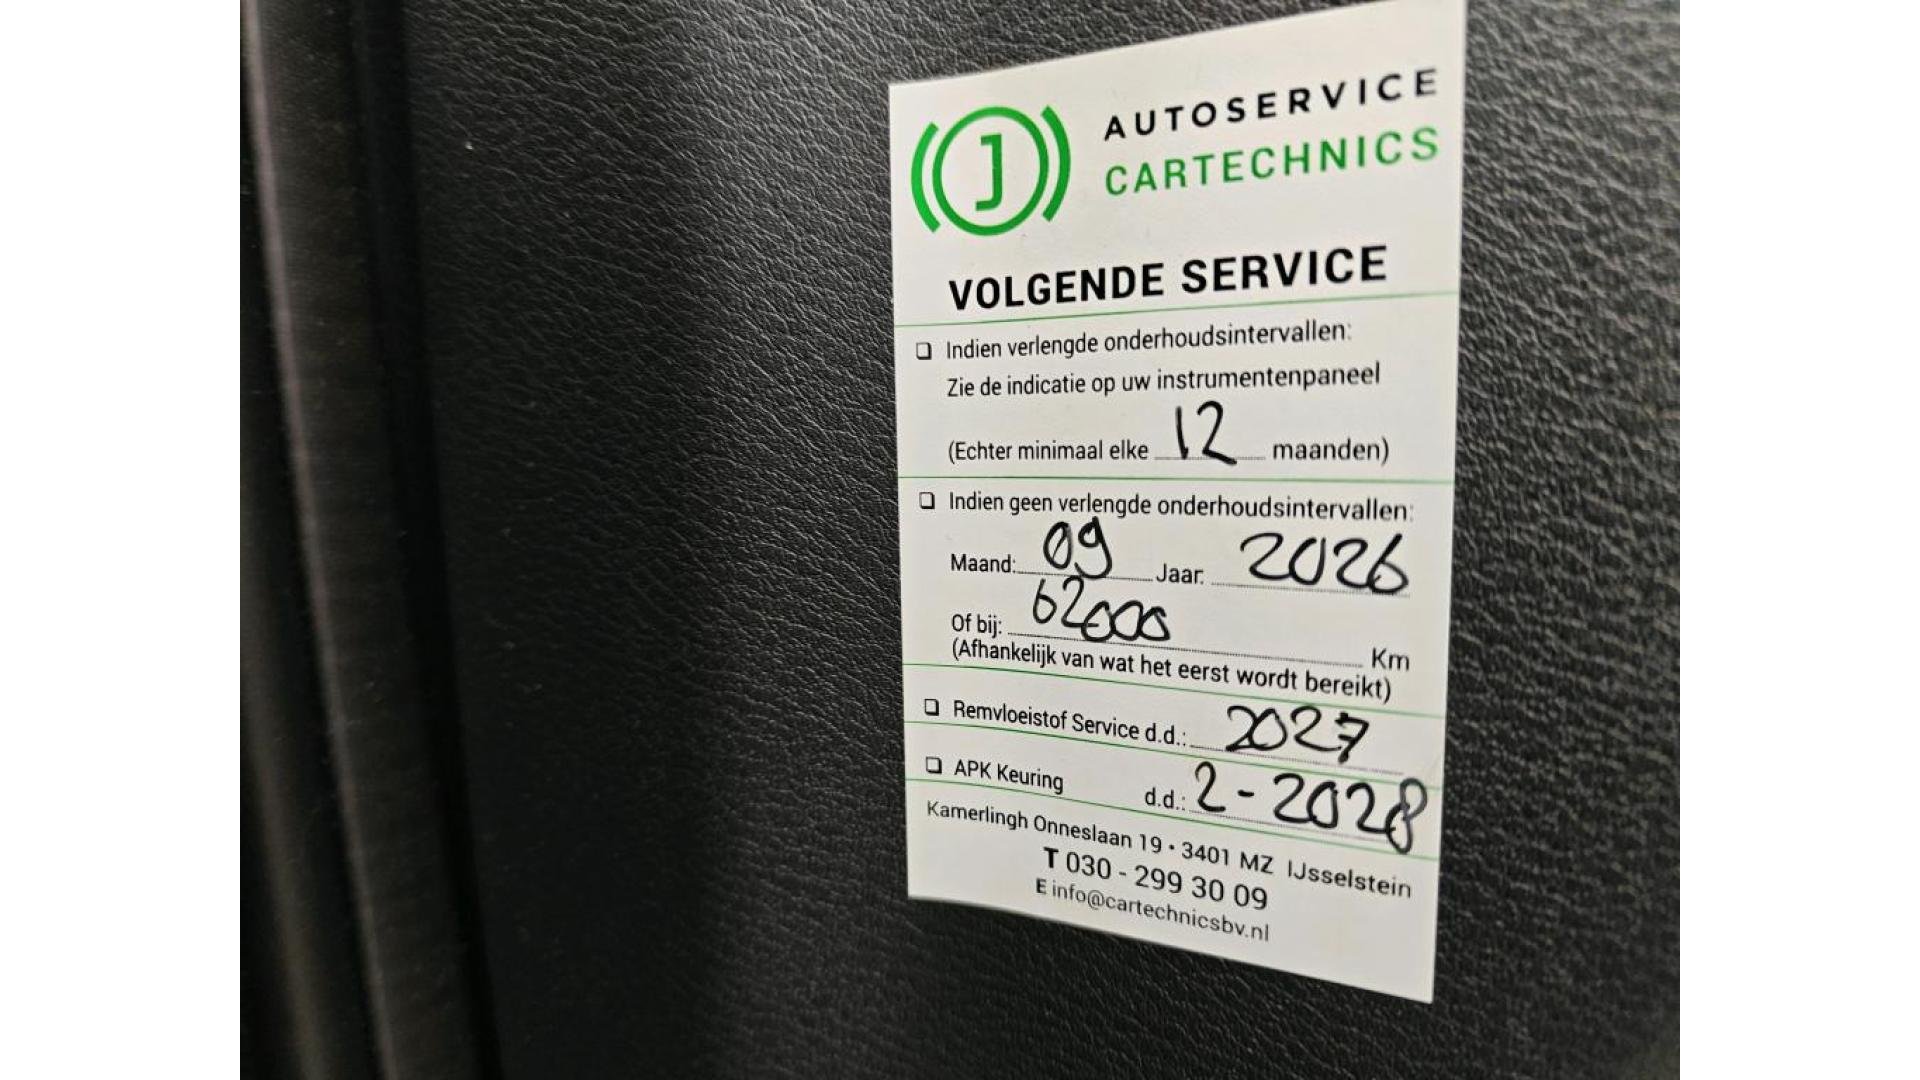 J
AUTOSERVICE
CARTECHNICS
VOLGENDE SERVICE
Indien verlengde onderhoudsintervallen:
Zie de indicatie op uw instrumentenpaneel
(Echter minimaal elke 12 maanden)
Indien geen verlengde onderhoudsintervallen:
Maand: 09 Jaar: 2026
Of bij: 62000 Km
(Afhankelijk van wat het eerst wordt bereikt)
Remvloeistof Service d.d.: 2027
APK Keuring d.d.: 2-2028
Kamerlingh Onneslaan 19 • 3401 MZ IJsselstein
T 030 - 299 30 09
E info@cartechnicsbv.nl